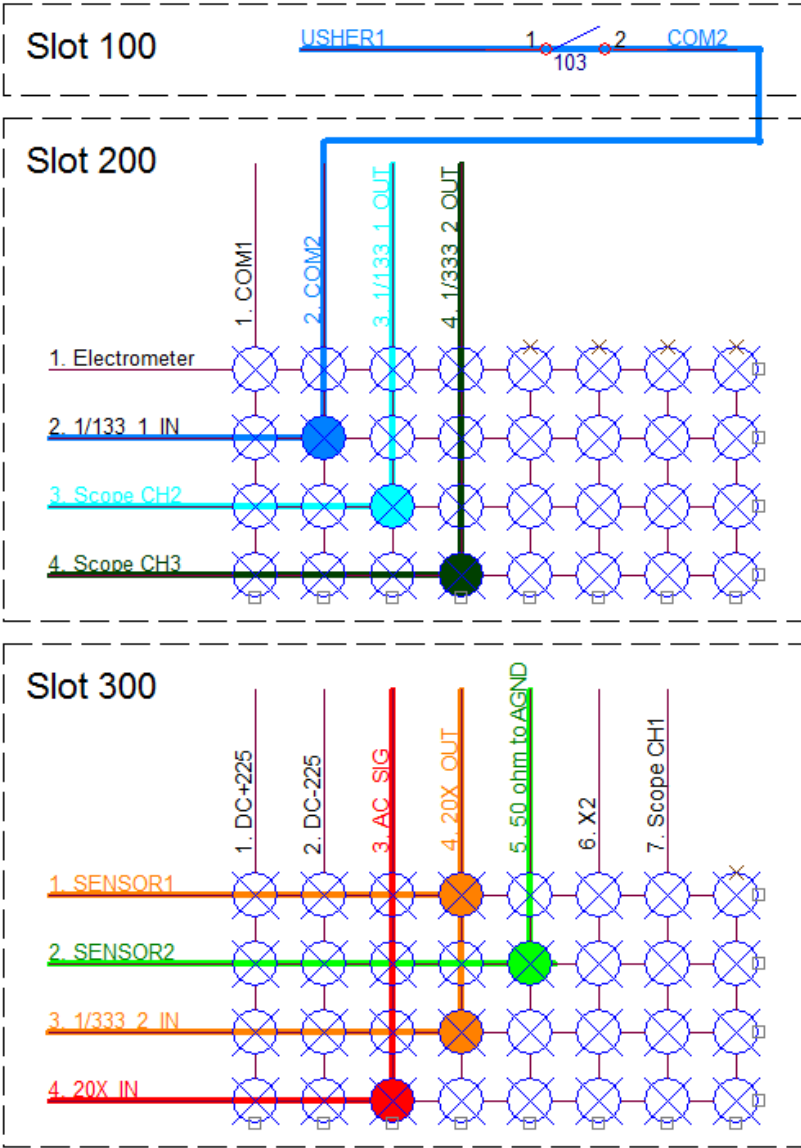 Slot 100
USHER1
1
2
COM2
103
Slot 200
1. COM1
2. COM2
3. 1/133_1_OUT
4. 1/333_2_OUT
1. Electrometer
2. 1/133_1_IN
3. Scope CH2
4. Scope CH3
Slot 300
1. DC+225
2. DC-225
3. AC_SIG
4. 20X_OUT
5. 50 ohm to AGND
6. X2
7. Scope CH1
1. SENSOR1
2. SENSOR2
3. 1/333_2_IN
4. 20X_IN